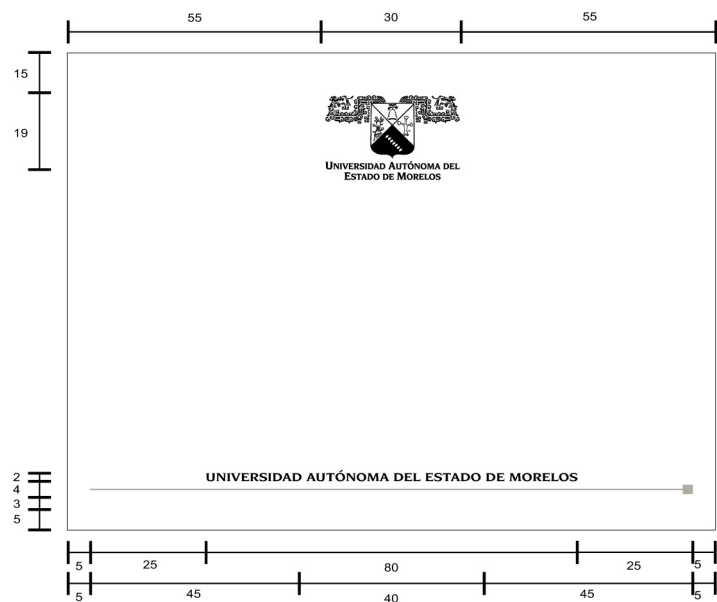 55 30 55
15
19
UNIVERSIDAD AUTÓNOMA DEL
ESTADO DE MORELOS
2
4
3
5
UNIVERSIDAD AUTÓNOMA DEL ESTADO DE MORELOS
5 25 80 25 5
5 45 40 45 5